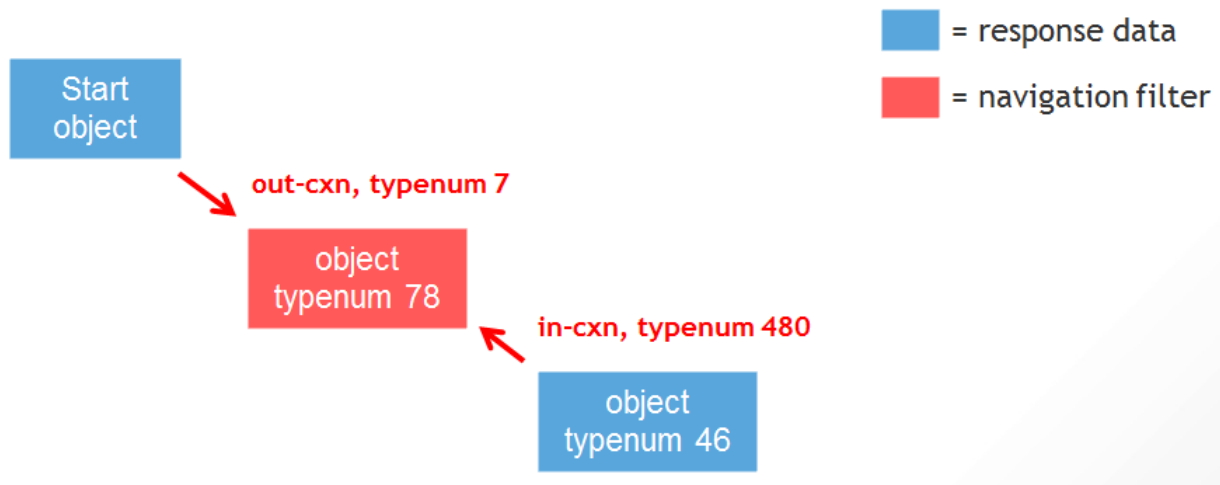 = response data
= navigation filter
Start
object
out-cxn, typenum 7
object
typenum 78
in-cxn, typenum 480
object
typenum 46